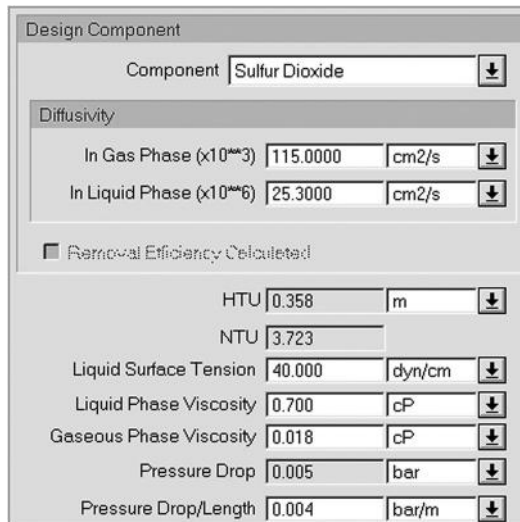 Design Component
Component Sulfur Dioxide
Diffusivity
In Gas Phase (x10**3) 115.0000 cm2/s
In Liquid Phase (x10**6) 25.3000 cm2/s
Removal Efficiency Calculated
HTU 0.358 m
NTU 3.723
Liquid Surface Tension 40.000 dyn/cm
Liquid Phase Viscosity 0.700 cP
Gaseous Phase Viscosity 0.018 cP
Pressure Drop 0.005 bar
Pressure Drop/Length 0.004 bar/m